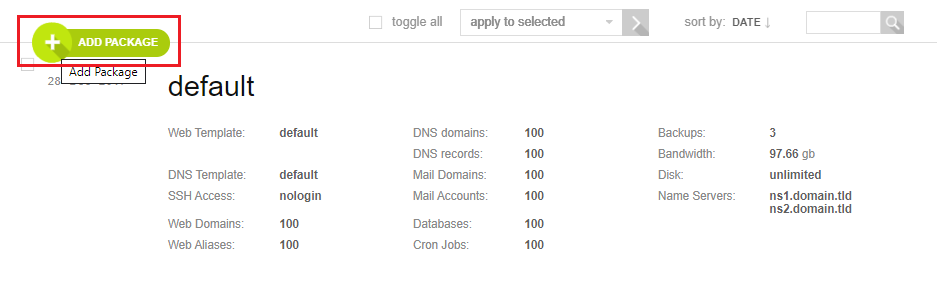 toggle all
apply to selected
sort by: DATE ↓
ADD PACKAGE
Add Package
28
default
Web Template: default
DNS domains: 100
Backups: 3
DNS records: 100
Bandwidth: 97.66 gb
DNS Template: default
Mail Domains: 100
Disk: unlimited
SSH Access: nologin
Mail Accounts: 100
Name Servers: ns1.domain.tld
ns2.domain.tld
Web Domains: 100
Databases: 100
Web Aliases: 100
Cron Jobs: 100